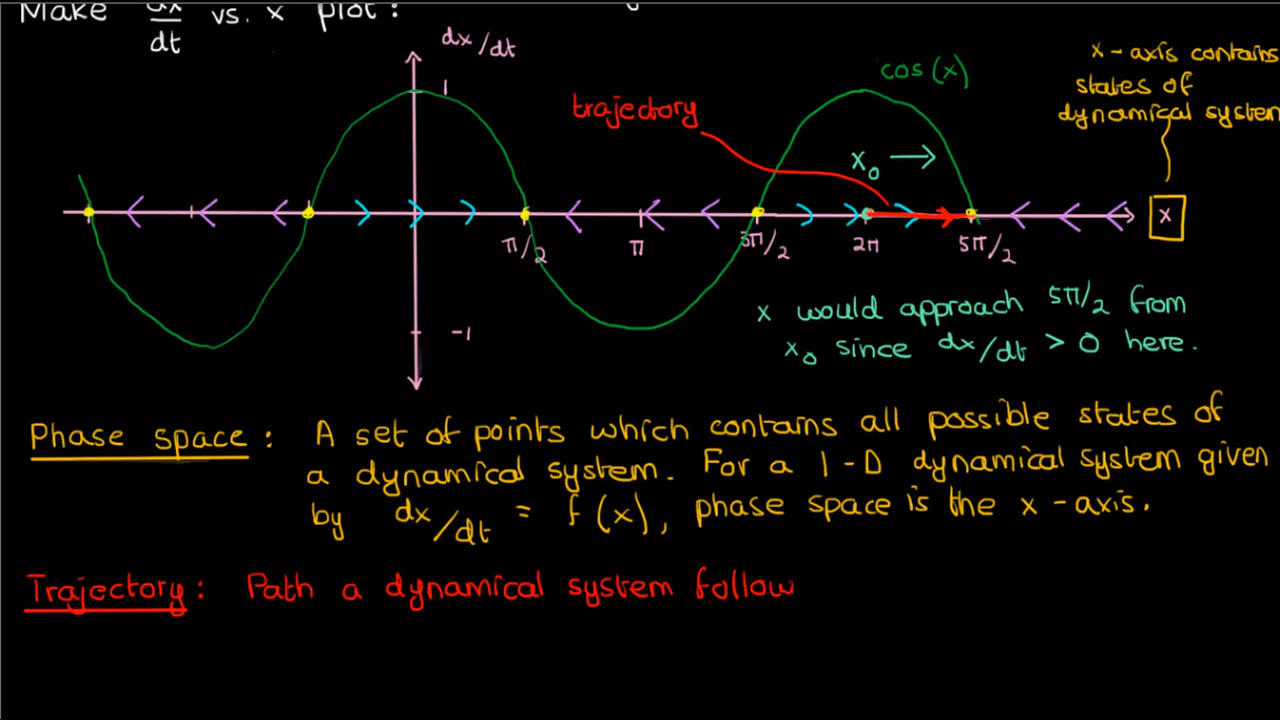 Make dx/dt vs. x plot:
dx/dt
1
cos(x)
x-axis contains
states of
dynamical system
trajectory
x₀ →
x
π/2
π
3π/2
2π
5π/2
-1
x would approach 5π/2 from
x₀ since dx/dt > 0 here.
Phase space: A set of points which contains all possible states of
a dynamical system. For a 1-D dynamical system given
by dx/dt = f(x), phase space is the x-axis.
Trajectory: Path a dynamical system follow